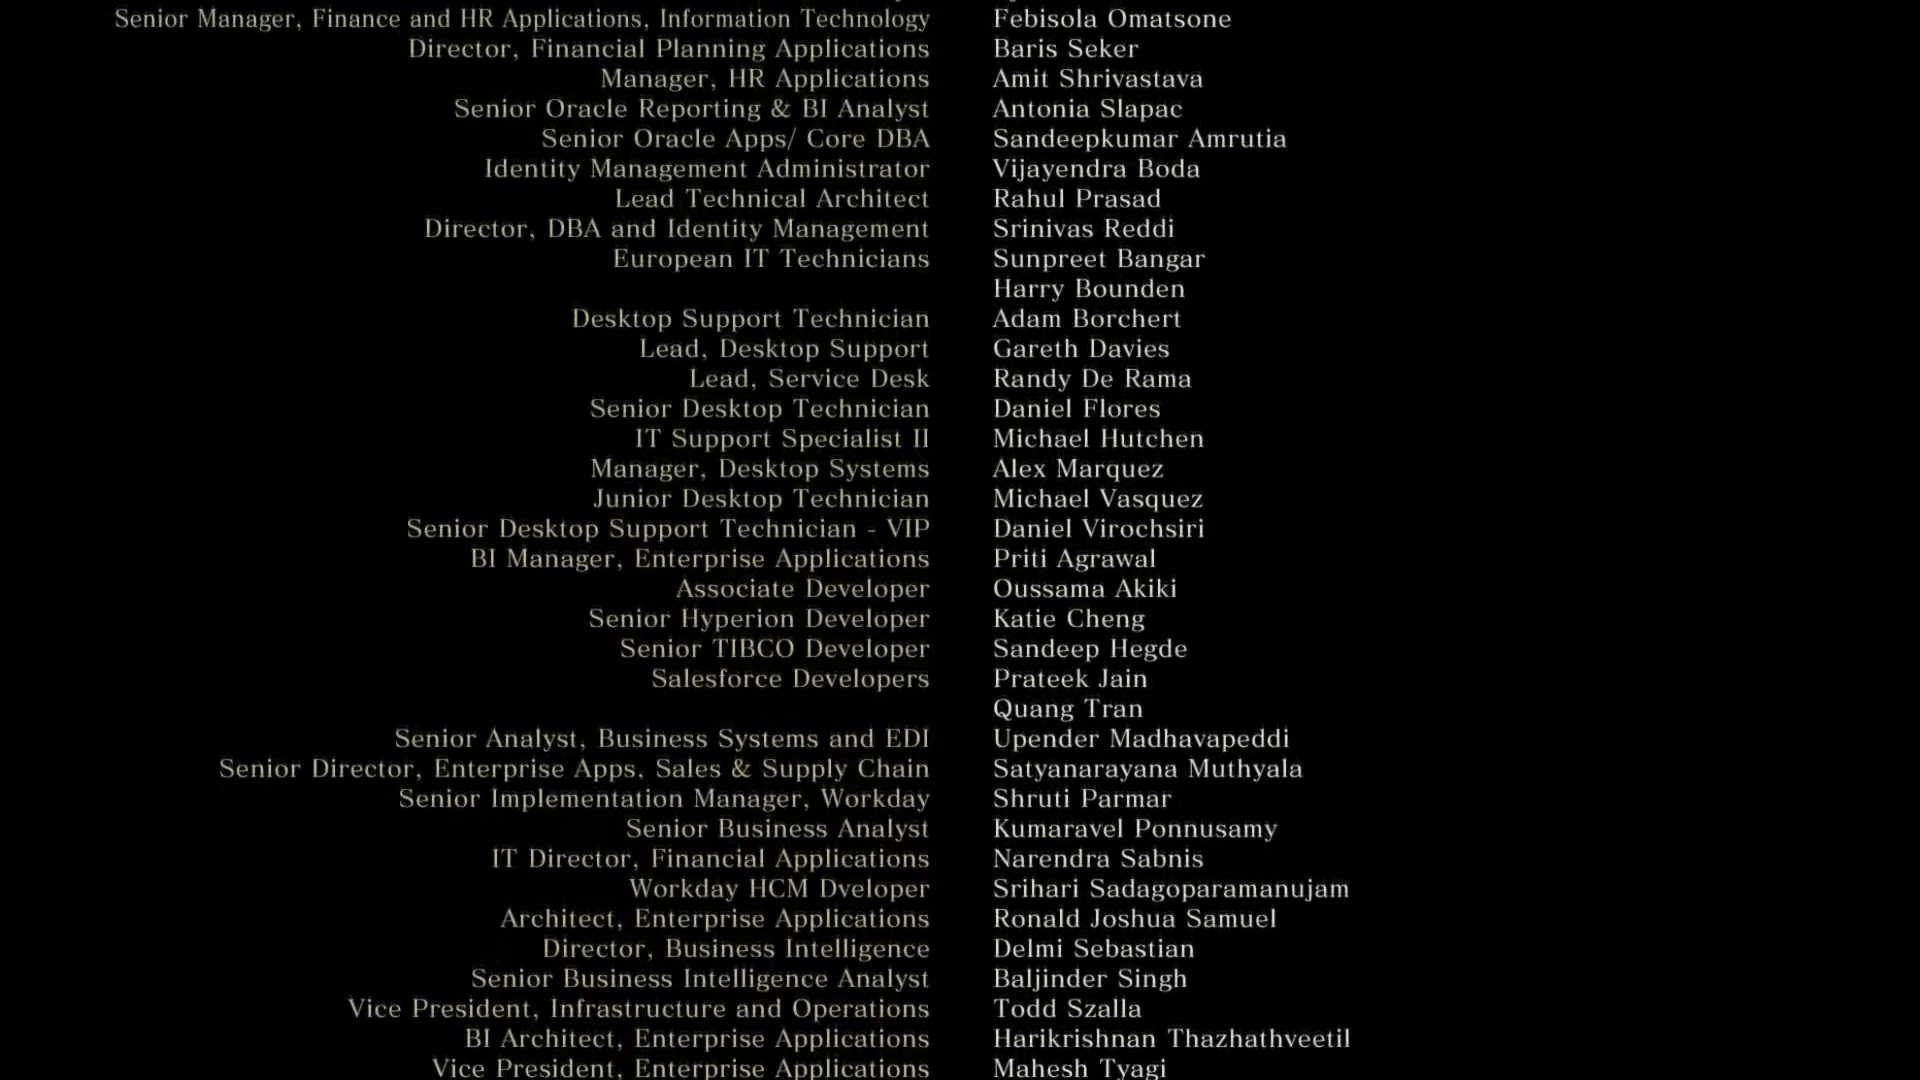 Senior Manager, Finance and HR Applications, Information Technology Febisola Omatsone
Director, Financial Planning Applications Baris Seker
Manager, HR Applications Amit Shrivastava
Senior Oracle Reporting & BI Analyst Antonia Slapac
Senior Oracle Apps/ Core DBA Sandeepkumar Amrutia
Identity Management Administrator Vijayendra Boda
Lead Technical Architect Rahul Prasad
Director, DBA and Identity Management Srinivas Reddi
European IT Technicians Sunpreet Bangar
Harry Bounden
Desktop Support Technician Adam Borchert
Lead, Desktop Support Gareth Davies
Lead, Service Desk Randy De Rama
Senior Desktop Technician Daniel Flores
IT Support Specialist II Michael Hutchen
Manager, Desktop Systems Alex Marquez
Junior Desktop Technician Michael Vasquez
Senior Desktop Support Technician - VIP Daniel Virochsiri
BI Manager, Enterprise Applications Priti Agrawal
Associate Developer Oussama Akiki
Senior Hyperion Developer Katie Cheng
Senior TIBCO Developer Sandeep Hegde
Salesforce Developers Prateek Jain
Quang Tran
Senior Analyst, Business Systems and EDI Upender Madhavapeddi
Senior Director, Enterprise Apps, Sales & Supply Chain Satyanarayana Muthyala
Senior Implementation Manager, Workday Shruti Parmar
Senior Business Analyst Kumaravel Ponnusamy
IT Director, Financial Applications Narendra Sabnis
Workday HCM Dveloper Srihari Sadagoparamanujam
Architect, Enterprise Applications Ronald Joshua Samuel
Director, Business Intelligence Delmi Sebastian
Senior Business Intelligence Analyst Baljinder Singh
Vice President, Infrastructure and Operations Todd Szalla
BI Architect, Enterprise Applications Harikrishnan Thazhathveetil
Vice President, Enterprise Applications Mahesh Tyagi